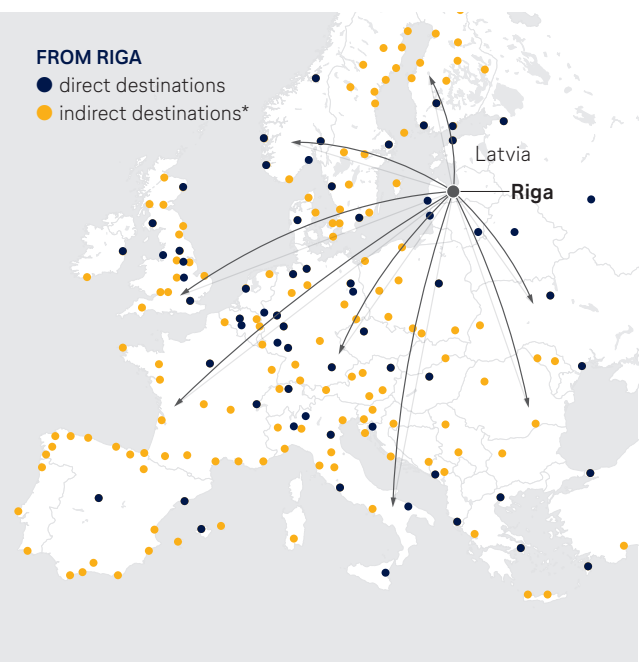 FROM RIGA
direct destinations
indirect destinations*
Latvia
Riga